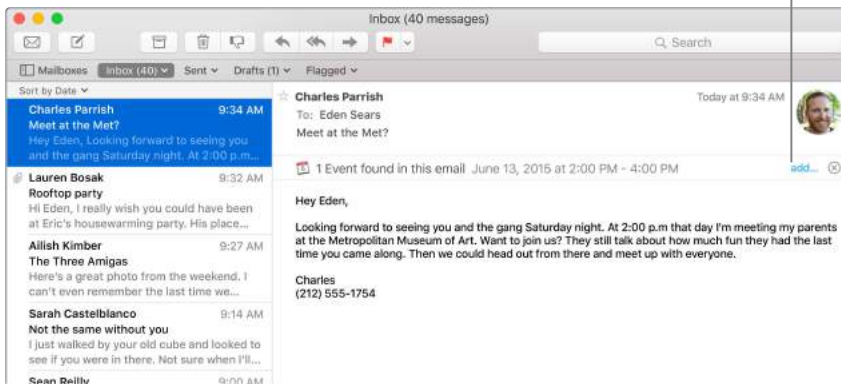 Inbox (40 messages)
Search
Mailboxes Inbox (40) Sent Drafts (1) Flagged
Sort by Date
Charles Parrish 9:34 AM
Meet at the Met?
Hey Eden, Looking forward to seeing you
and the gang Saturday night. At 2:00 p.m...
Lauren Bosak 9:32 AM
Rooftop party
Hi Eden, I really wish you could have been
at Eric's housewarming party. His place...
Ailish Kimber 9:27 AM
The Three Amigas
Here's a great photo from the weekend. I
can't even remember the last time we...
Sarah Castelblanco 9:14 AM
Not the same without you
I just walked by your old cube and looked to
see if you were in there. Not sure when I'll...
Sean Reilly 9:00 AM
Charles Parrish Today at 9:34 AM
To: Eden Sears
Meet at the Met?
1 Event found in this email June 13, 2015 at 2:00 PM - 4:00 PM add...
Hey Eden,
Looking forward to seeing you and the gang Saturday night. At 2:00 p.m that day I'm meeting my parents
at the Metropolitan Museum of Art. Want to join us? They still talk about how much fun they had the last
time you came along. Then we could head out from there and meet up with everyone.
Charles
(212) 555-1754